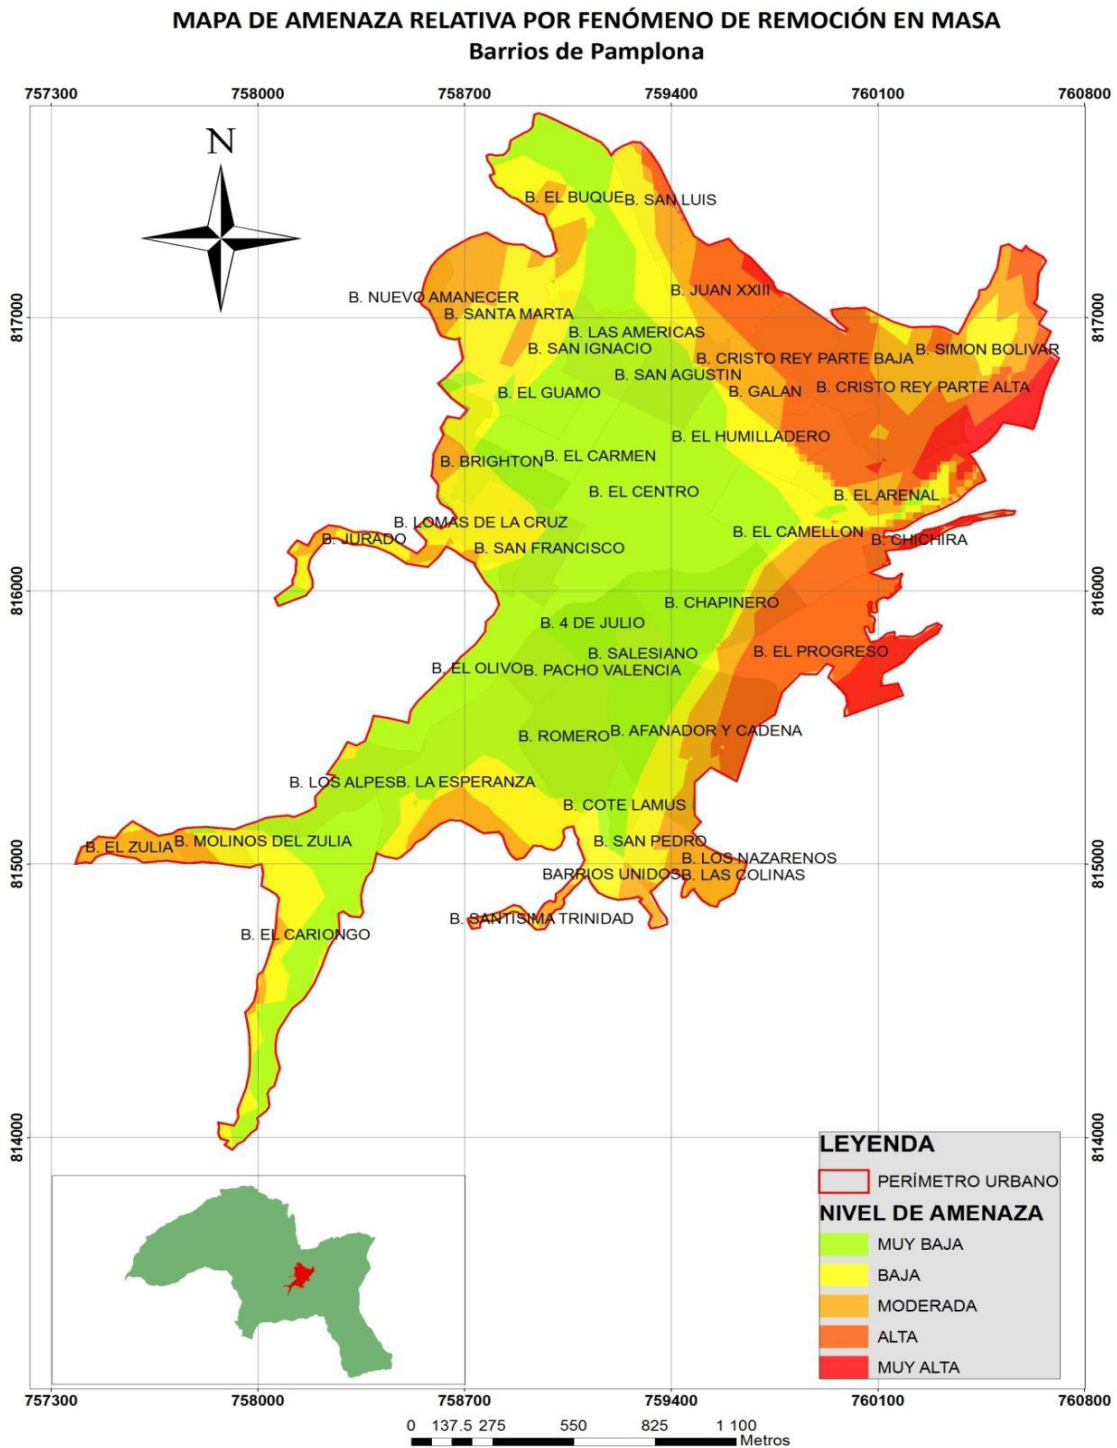 MAPA DE AMENAZA RELATIVA POR FENÓMENO DE REMOCIÓN EN MASA
Barrios de Pamplona
757300 758000 758700 759400 760100 760800
N
B. EL BUQUE
B. SAN LUIS
B. JUAN XXIII
B. NUEVO AMANECER
B. SANTA MARTA
817000
817000
B. LAS AMERICAS
B. SAN IGNACIO
B. SIMON BOLIVAR
B. CRISTO REY PARTE BAJA
B. SAN AGUSTIN
B. CRISTO REY PARTE ALTA
B. EL GUAMO
B. GALAN
B. EL HUMILLADERO
B. BRIGHTON
B. EL CARMEN
B. EL CENTRO
B. EL ARENAL
B. LOMAS DE LA CRUZ
B. EL CAMELLON
B. JURADO
B. CHICHIRA
B. SAN FRANCISCO
816000
816000
B. CHAPINERO
B. 4 DE JULIO
B. SALESIANO
B. EL PROGRESO
B. EL OLIVO
B. PACHO VALENCIA
B. ROMERO
B. AFANADOR Y CADENA
B. LOS ALPES
B. LA ESPERANZA
B. COTE LAMUS
B. EL ZULIA
B. MOLINOS DEL ZULIA
B. SAN PEDRO
B. LOS NAZARENOS
815000
815000
BARRIOS UNIDOS
B. LAS COLINAS
B. SANTISIMA TRINIDAD
B. EL CARIONGO
814000
814000
LEYENDA
PERÍMETRO URBANO
NIVEL DE AMENAZA
MUY BAJA
BAJA
MODERADA
ALTA
MUY ALTA
757300 758000 758700 759400 760100 760800
0 137.5 275 550 825 1 100
Metros